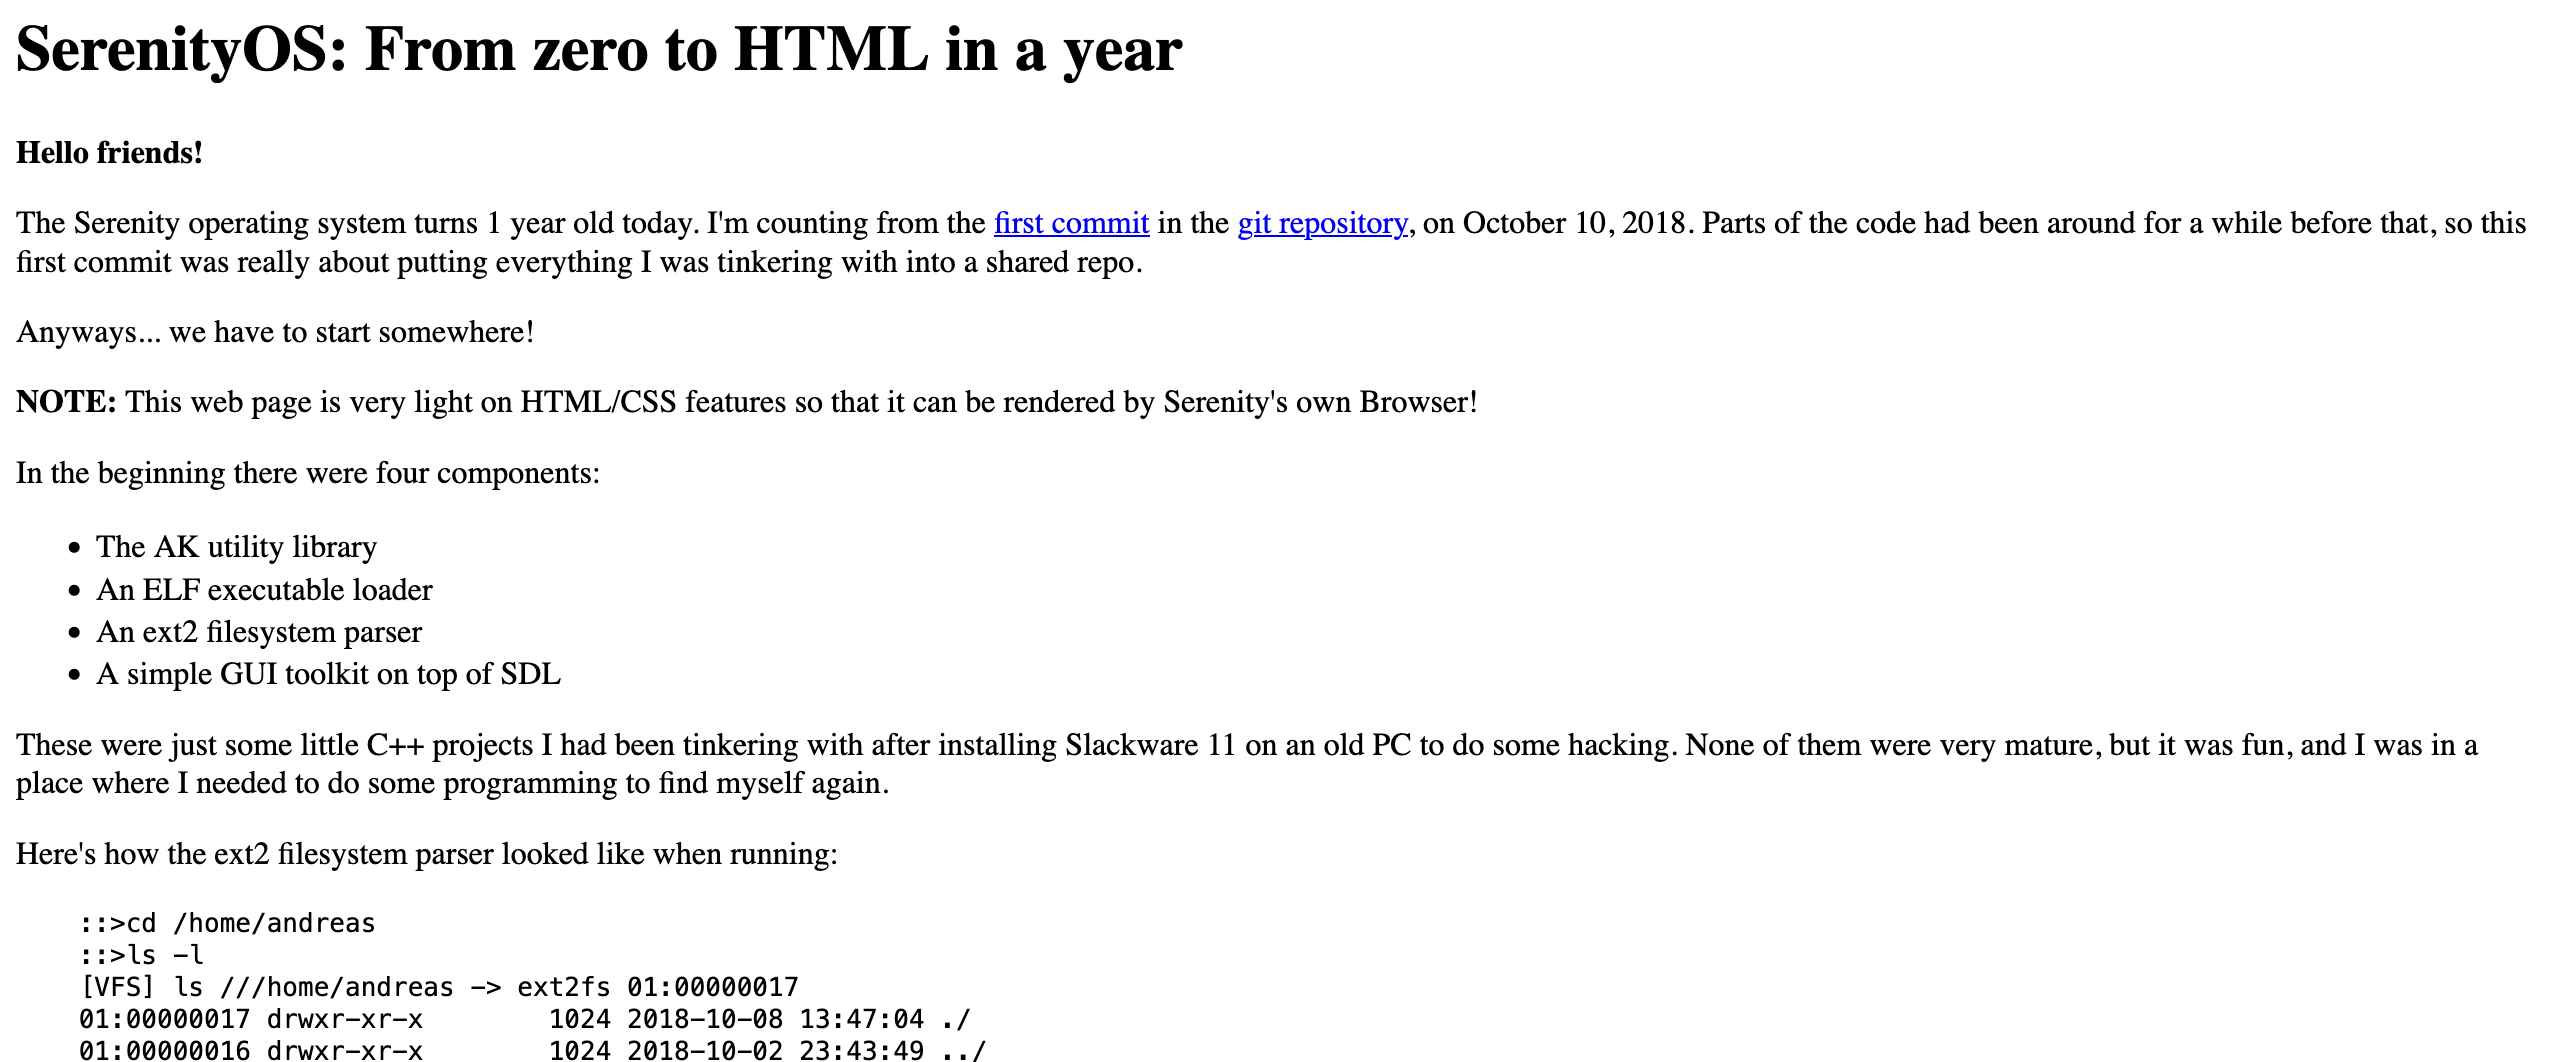 SerenityOS: From zero to HTML in a year
Hello friends!
The Serenity operating system turns 1 year old today. I'm counting from the first commit in the git repository, on October 10, 2018. Parts of the code had been around for a while before that, so this
first commit was really about putting everything I was tinkering with into a shared repo.
Anyways... we have to start somewhere!
NOTE: This web page is very light on HTML/CSS features so that it can be rendered by Serenity's own Browser!
In the beginning there were four components:
• The AK utility library
• An ELF executable loader
• An ext2 filesystem parser
• A simple GUI toolkit on top of SDL
These were just some little C++ projects I had been tinkering with after installing Slackware 11 on an old PC to do some hacking. None of them were very mature, but it was fun, and I was in a
place where I needed to do some programming to find myself again.
Here's how the ext2 filesystem parser looked like when running:
::>cd /home/andreas
::>ls -l
[VFS] ls ///home/andreas -> ext2fs 01:00000017
01:00000017 drwxr-xr-x        1024 2018-10-08 13:47:04 ./
01:00000016 drwxr-xr-x        1024 2018-10-02 23:43:49 ../